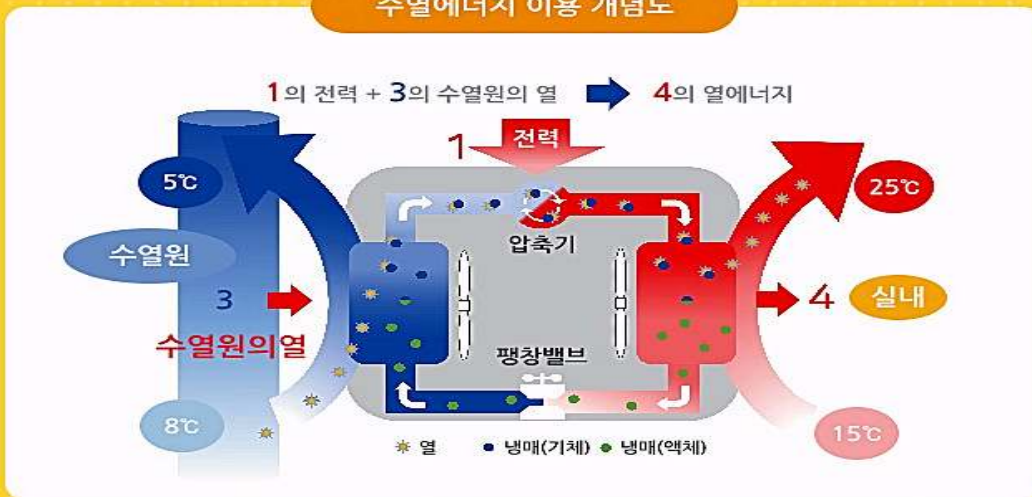 수열에너지 이용 개념도
1의 전력 + 3의 수열원의 열 4의 열에너지
1 전력
5℃
25℃
압축기
수열원
3
4 실내
수열원의열
팽창밸브
8℃
15℃
열 냉매(기체) 냉매(액체)